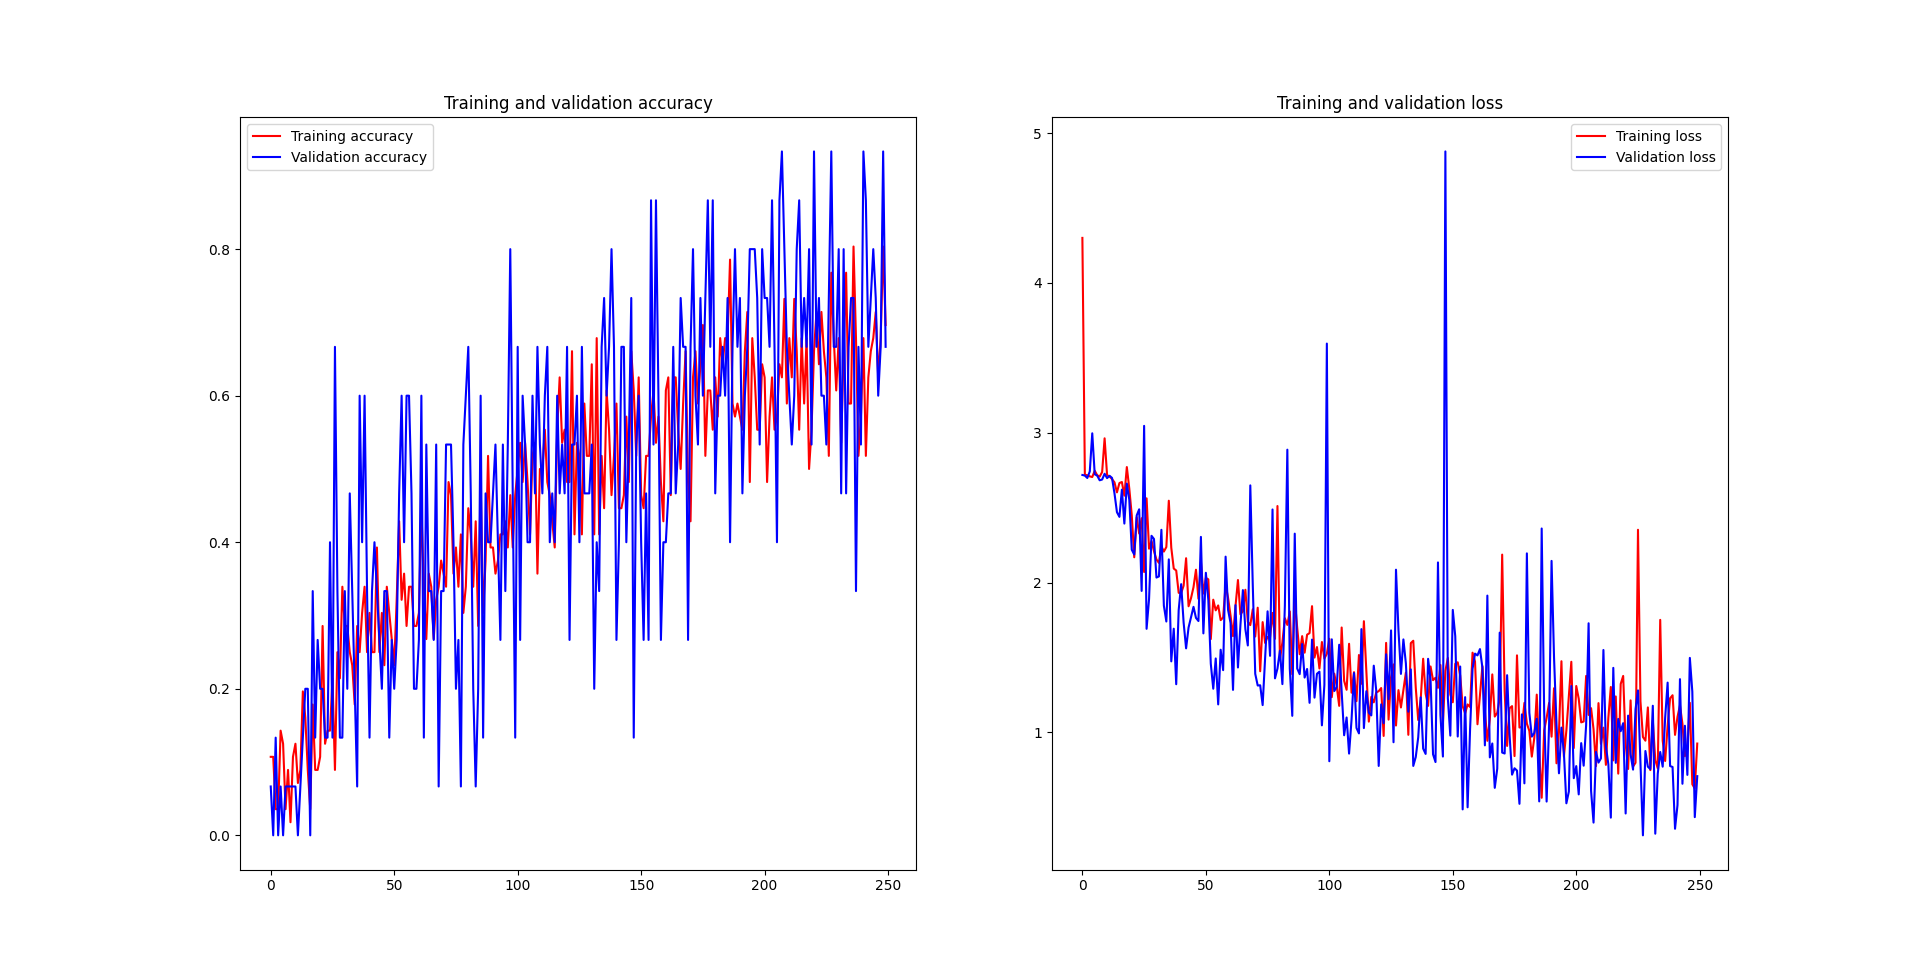 Training and validation accuracy
Training accuracy
Validation accuracy
0.8
0.6
0.4
0.2
0.0
0 50 100 150 200 250
Training and validation loss
Training loss
Validation loss
5
4
3
2
1
0 50 100 150 200 250